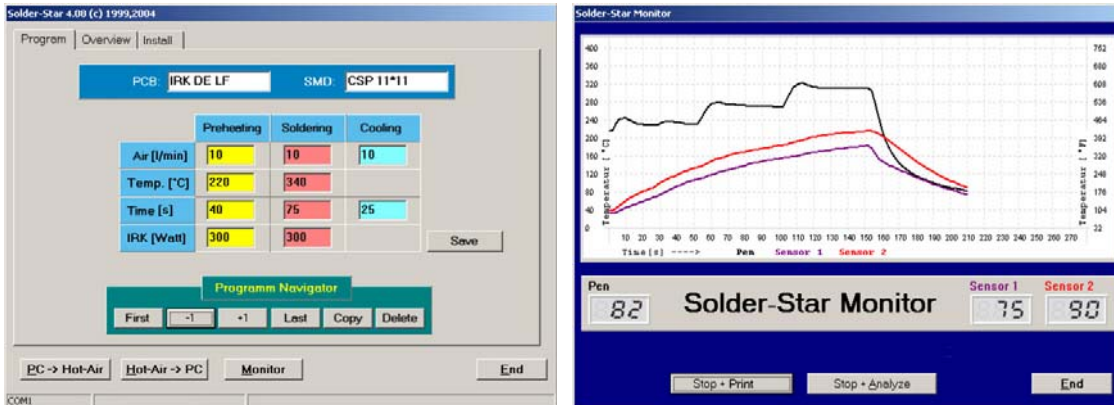 Solder-Star 4.00 (c) 1999,2004
Program Overview Install
PCB: IRK DE LF SMD: CSP 11*11
Preheating Soldering Cooling
Air [l/min] 10 10 10
Temp. [°C] 220 340
Time [s] 40 75 25
IRK [Watt] 300 300
Save
Programm Navigator
First -1 +1 Last Copy Delete
PC -> Hot-Air Hot-Air -> PC Monitor End
COM1
Solder-Star Monitor
400 752
360 680
320 608
280 536
240 464
200 392
160 320
120 248
80 176
40 104
0 32
Temperatur [°C]
Temperatur [°F]
10 20 30 40 50 60 70 80 90 100 110 120 130 140 150 160 170 180 190 200 210 220 230 240 250 260 270
Time[s] ----> Pen Sensor 1 Sensor 2
Pen Sensor 1 Sensor 2
82 Solder-Star Monitor 75 90
Stop + Print Stop + Analyze End